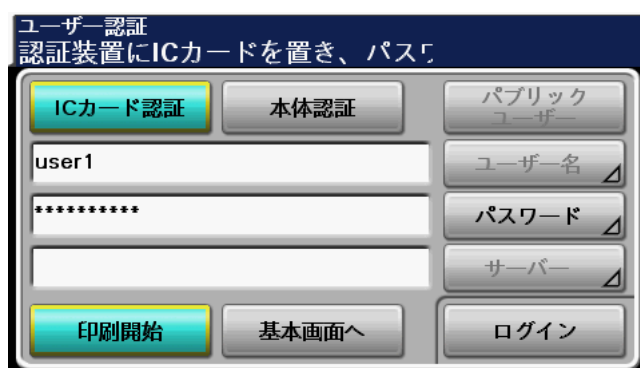 ユーザー認証
認証装置にICカードを置き、パス
ICカード認証
本体認証
パブリック
ユーザー
user1
ユーザー名
**********
パスワード
サーバー
印刷開始
基本画面へ
ログイン